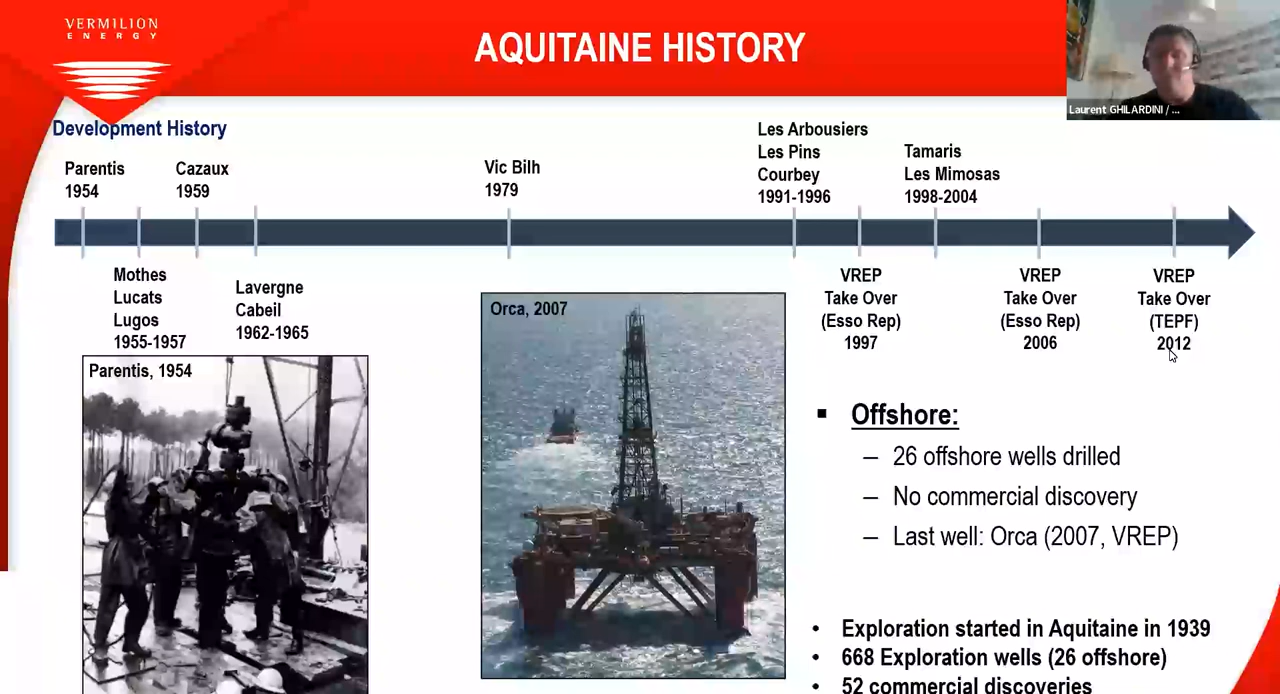 VERMILION
ENERGY
AQUITAINE HISTORY
Laurent GHILARDINI / ...
Development History
Parentis
1954
Cazaux
1959
Vic Bilh
1979
Les Arbousiers
Les Pins
Courbey
1991-1996
Tamaris
Les Mimosas
1998-2004
Mothes
Lucats
Lugos
1955-1957
Lavergne
Cabeil
1962-1965
VREP
Take Over
(Esso Rep)
1997
VREP
Take Over
(Esso Rep)
2006
VREP
Take Over
(TEPF)
2012
Parentis, 1954
Orca, 2007
▪ Offshore:
– 26 offshore wells drilled
– No commercial discovery
– Last well: Orca (2007, VREP)
• Exploration started in Aquitaine in 1939
• 668 Exploration wells (26 offshore)
• 52 commercial discoveries